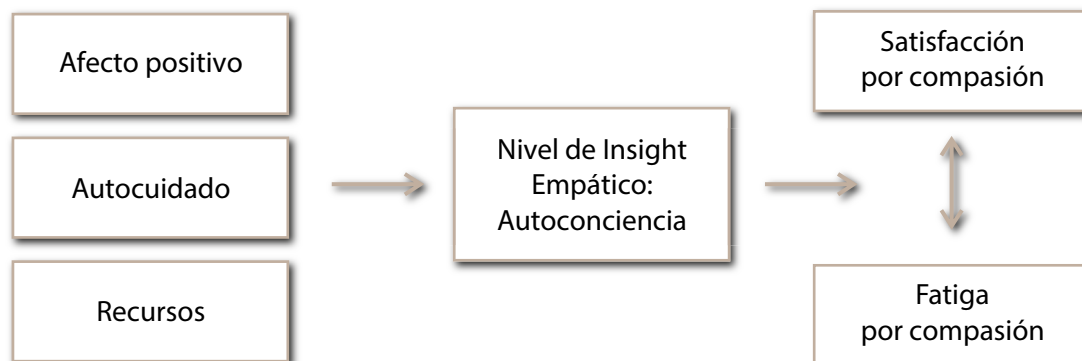 Afecto positivo
Autocuidado
Recursos
Nivel de Insight
Empático:
Autoconciencia
Satisfacción
por compasión
Fatiga
por compasión